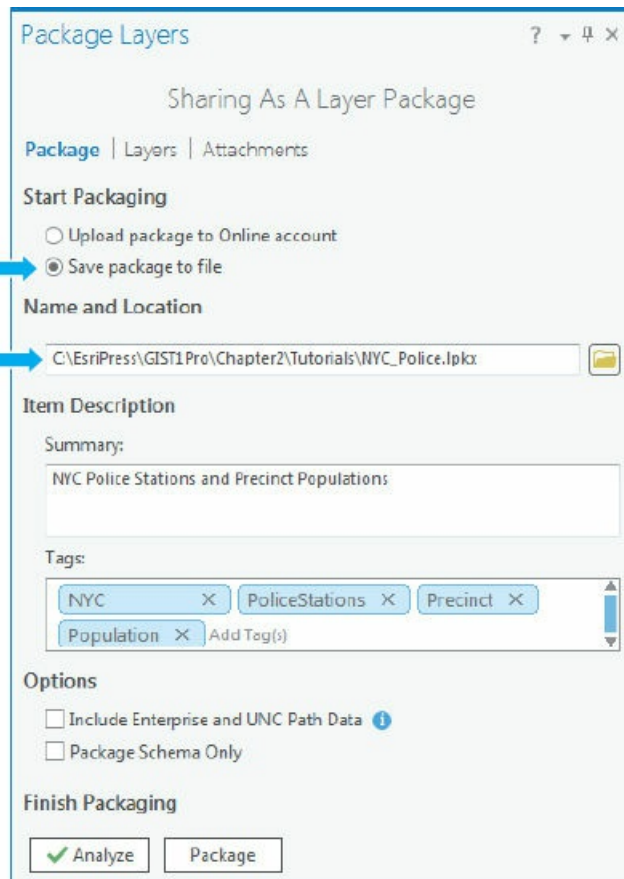 Package Layers
?
Sharing As A Layer Package
Package | Layers | Attachments
Start Packaging
Upload package to Online account
Save package to file
Name and Location
C:\EsriPress\GIST1Pro\Chapter2\Tutorials\NYC_Police.lpkx
Item Description
Summary:
NYC Police Stations and Precinct Populations
Tags:
NYC × PoliceStations × Precinct ×
Population × Add Tag(s)
Options
Include Enterprise and UNC Path Data
Package Schema Only
Finish Packaging
Analyze Package